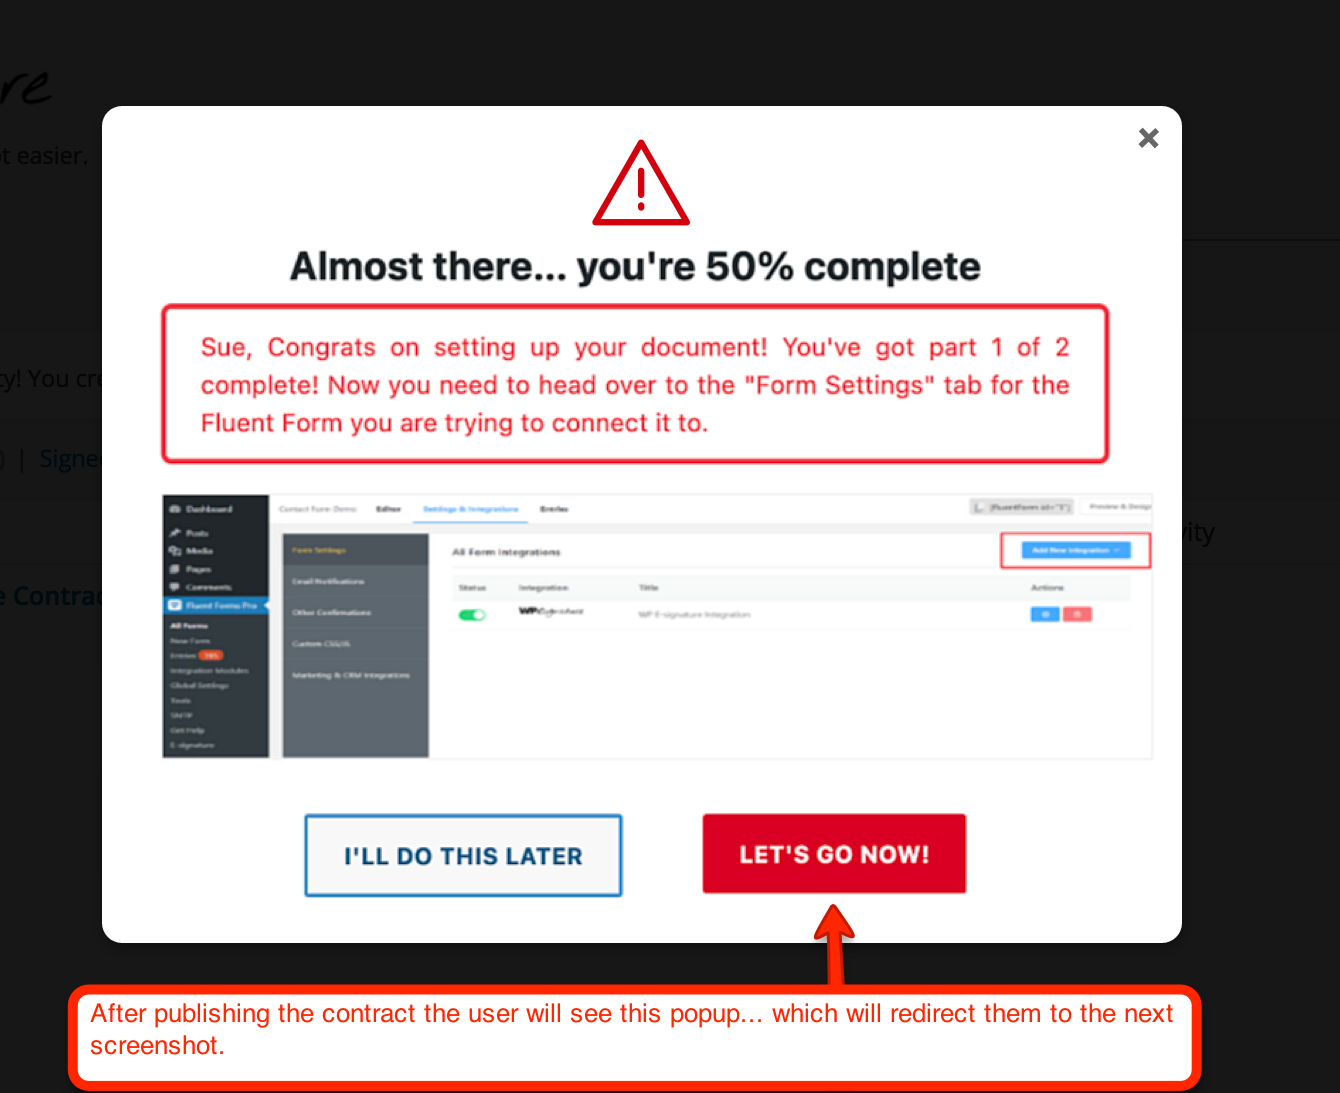 re
t easier.
Almost there... you're 50% complete
Sue, Congrats on setting up your document! You've got part 1 of 2
complete! Now you need to head over to the "Form Settings" tab for the
Fluent Form you are trying to connect it to.
ty! You cre
) | Signe
ity
e Contrac
Dashboard
Posts
Media
Pages
Comments
Fluent Forms Pro
All Forms
New Form
Entries
Integration Modules
Global Settings
Tools
SMTP
Get Help
E-signature
Contact Form Demo Editor Settings & Integrations Entries [fluentform id="1"] Preview & Design
Form Settings
Email Notifications
Other Confirmations
Custom CSS/JS
Marketing & CRM Integrations
All Form Integrations Add New Integration
Status Integration Title Actions
WP E-signature Integration
I'LL DO THIS LATER
LET'S GO NOW!
After publishing the contract the user will see this popup... which will redirect them to the next
screenshot.